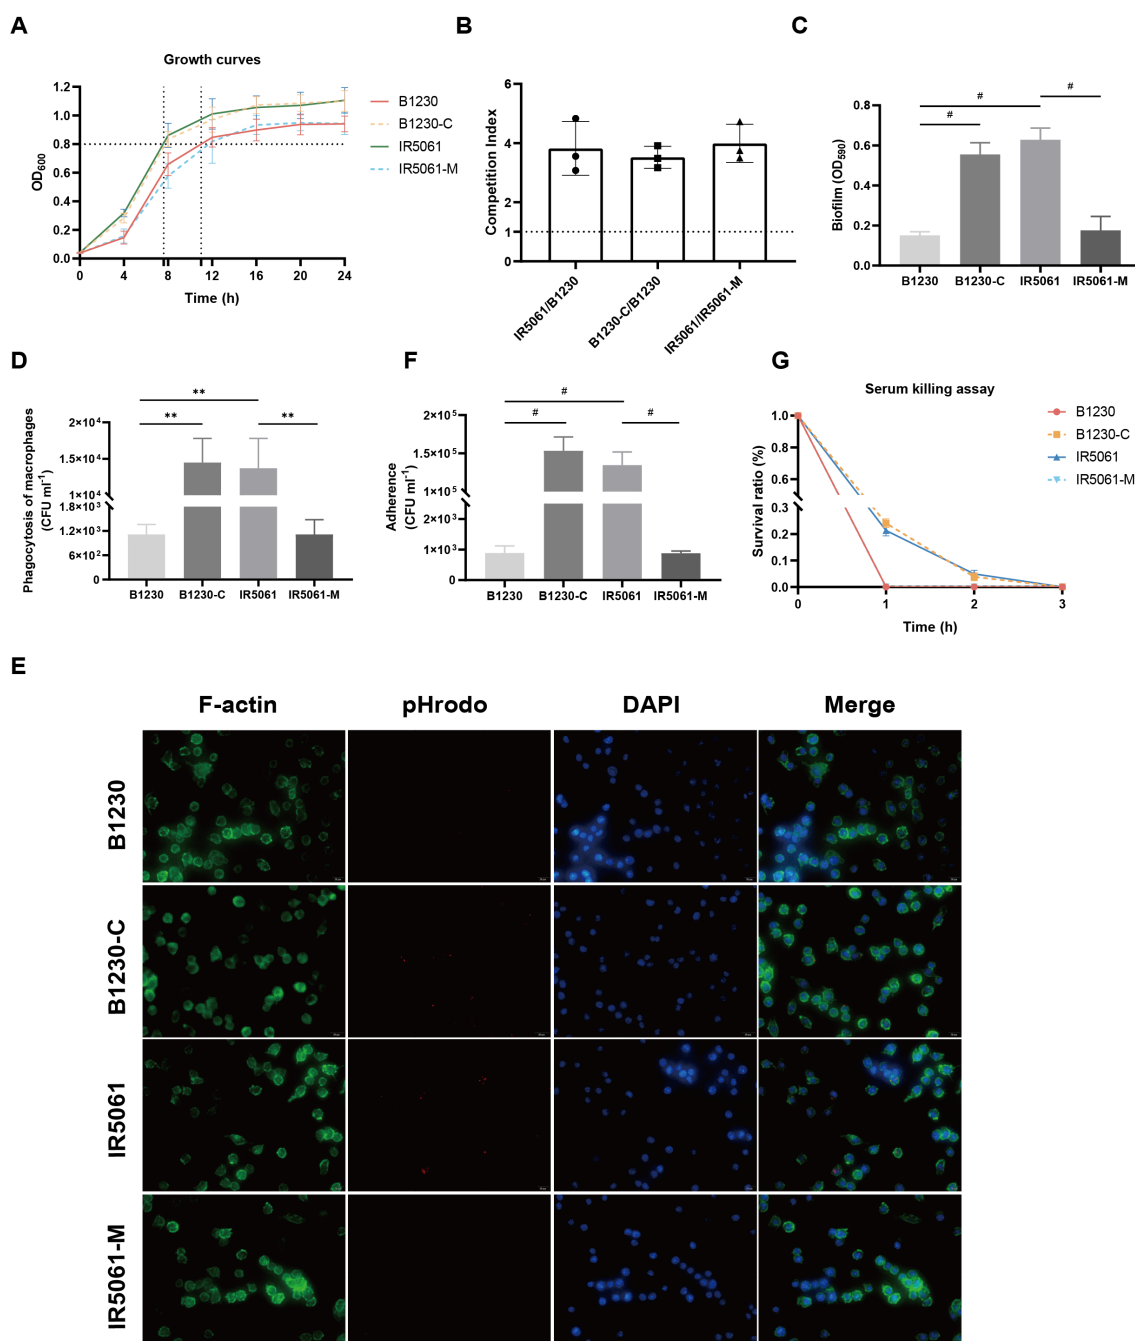 A
Growth curves
OD600
1.2
1.0
0.8
0.6
0.4
0.2
0.0
0 4 8 12 16 20 24
Time (h)
B1230
B1230-C
IR5061
IR5061-M
B
Competition Index
6
4
2
1
0
IR5061/B1230
B1230-C/B1230
IR5061/IR5061-M
C
Biofilm (OD590)
0.8
0.6
0.4
0.2
0.0
#
#
#
B1230 B1230-C IR5061 IR5061-M
D
Phagocytosis of macrophages
(CFU ml-1)
2×10⁴
1.5×10⁴
1×10⁴
1.8×10³
1.2×10³
6×10²
0
**
**
**
B1230 B1230-C IR5061 IR5061-M
F
Adherence
(CFU ml-1)
2×10⁵
1.5×10⁵
1×10⁵
2×10³
1×10³
0
#
#
#
B1230 B1230-C IR5061 IR5061-M
G
Serum killing assay
Survival ratio (%)
1.0
0.8
0.6
0.3
0.2
0.1
0.0
0 1 2 3
Time (h)
B1230
B1230-C
IR5061
IR5061-M
E
F-actin pHrodo DAPI Merge
B1230
B1230-C
IR5061
IR5061-M